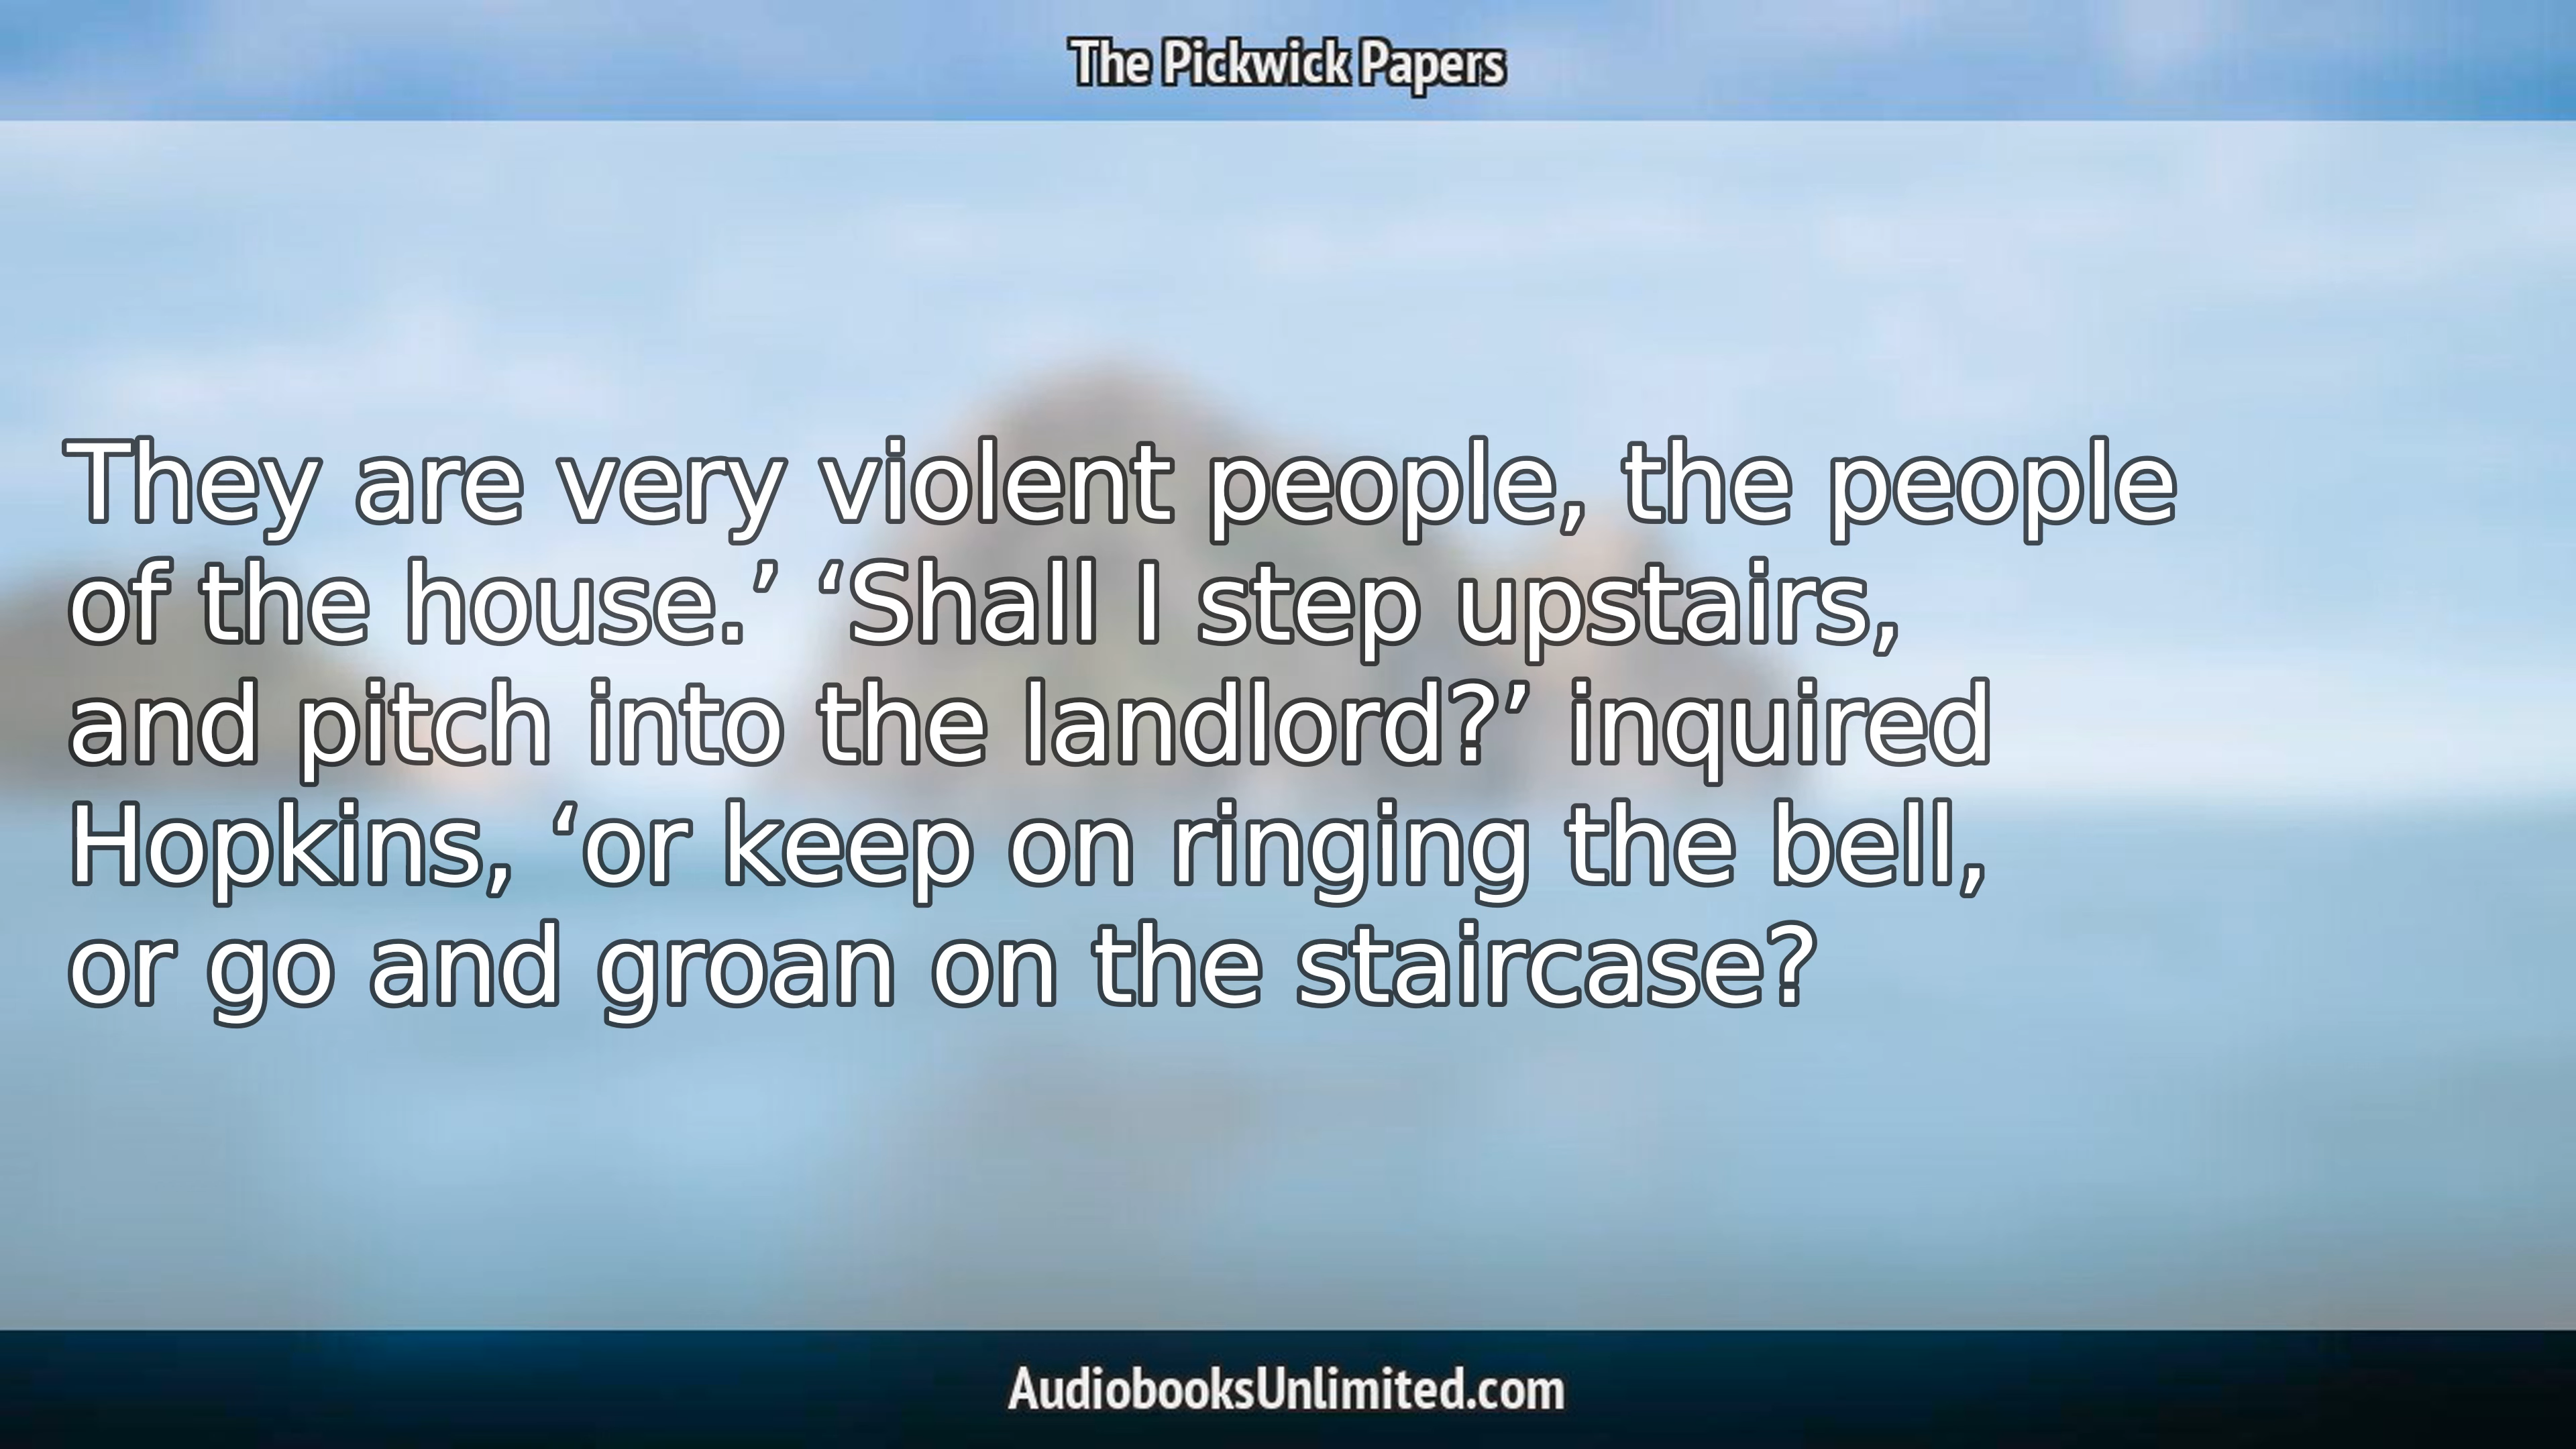 The Pickwick Papers
They are very violent people, the people
of the house.’ ‘Shall I step upstairs,
and pitch into the landlord?’ inquired
Hopkins, ‘or keep on ringing the bell,
or go and groan on the staircase?
AudiobooksUnlimited.com